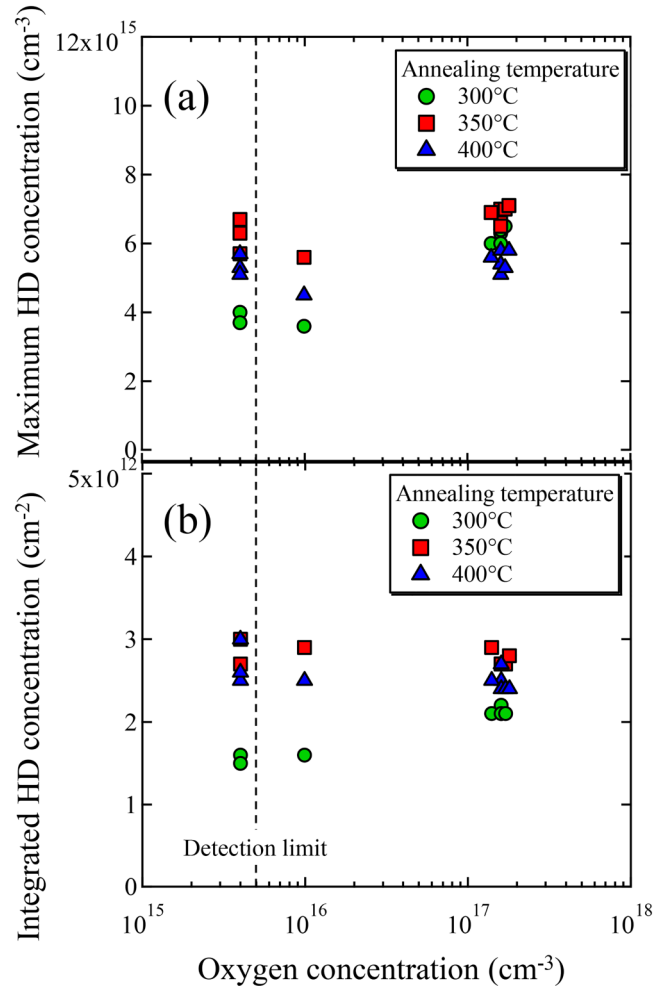 Maximum HD concentration (cm-3)
12x10 15
10
8
6
4
2
0
(a)
Annealing temperature
300°C
350°C
400°C
Integrated HD concentration (cm-2)
5x10 12
4
3
2
1
0
(b)
Annealing temperature
300°C
350°C
400°C
Detection limit
10 15
10 16
10 17
10 18
Oxygen concentration (cm-3)